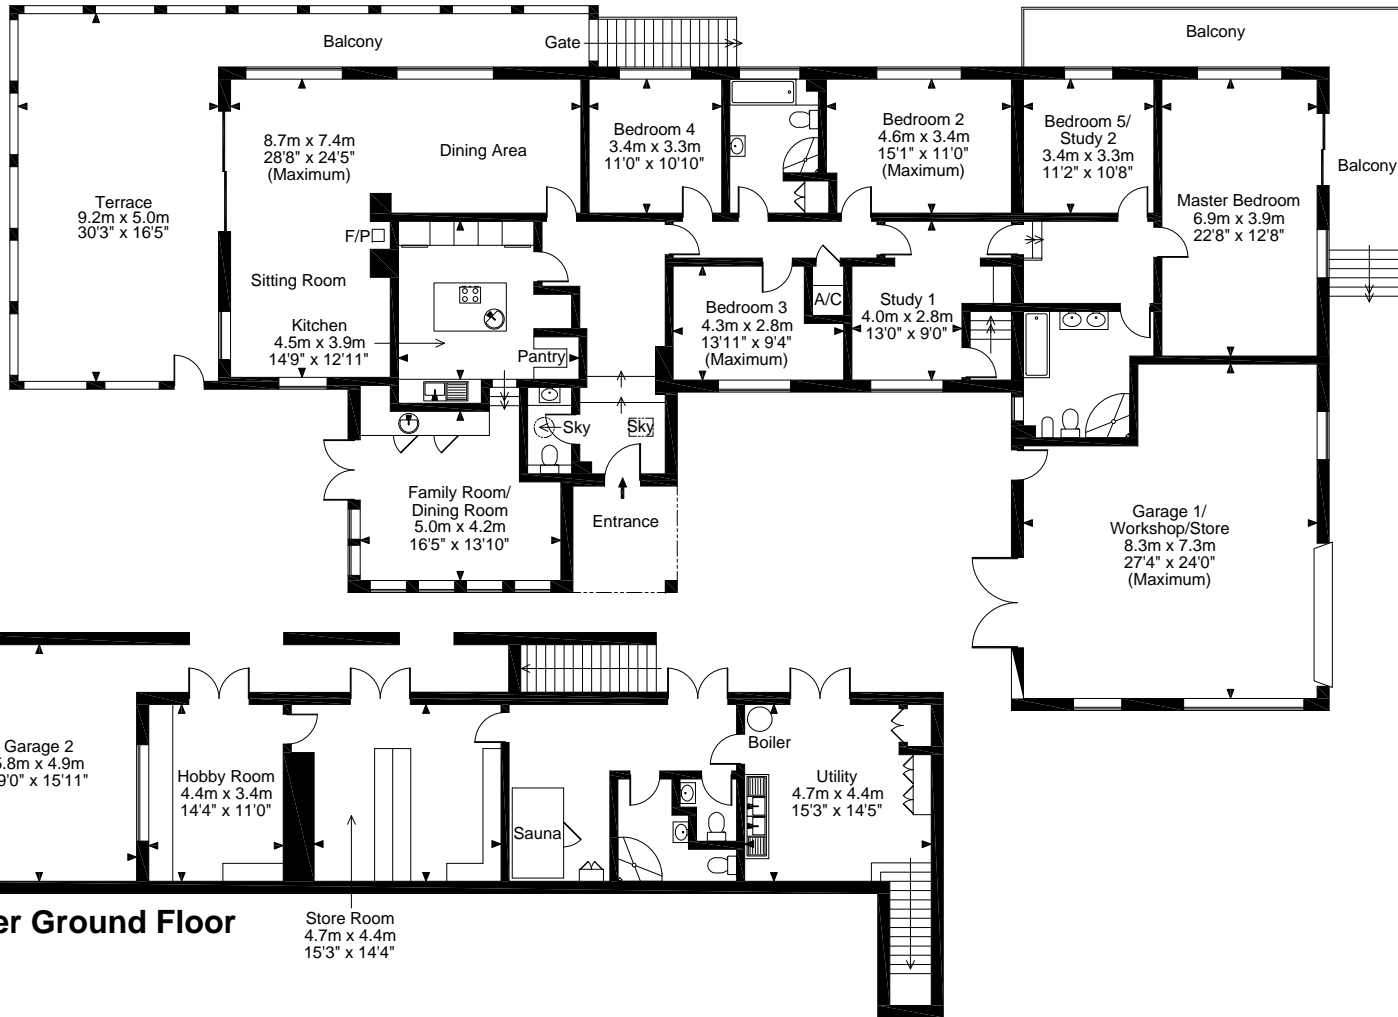 Balcony
Gate
Balcony
8.7m x 7.4m
28'8" x 24'5"
(Maximum)
Dining Area
Bedroom 4
3.4m x 3.3m
11'0" x 10'10"
Bedroom 2
4.6m x 3.4m
15'1" x 11'0"
Bedroom 5/
Study 2
3.4m x 3.3m
11'2" x 10'8"
Balcony
Terrace
9.2m x 5.0m
30'3" x 16'5"
Master Bedroom
6.9m x 3.9m
22'8" x 12'8"
F/P
Sitting Room
Kitchen
4.5m x 3.9m
14'9" x 12'11"
Pantry
Bedroom 3
4.3m x 2.8m
13'11" x 9'4"
(Maximum)
A/C
Study 1
4.0m x 2.8m
13'0" x 9'0"
Sky
Sky
Family Room/
Dining Room
5.0m x 4.2m
16'5" x 13'10"
Entrance
Garage 1/
Workshop/Store
8.3m x 7.3m
27'4" x 24'0"
(Maximum)
Garage 2
5.8m x 4.9m
9'0" x 15'11"
Hobby Room
4.4m x 3.4m
14'4" x 11'0"
Boiler
Utility
4.7m x 4.4m
15'3" x 14'5"
Sauna
Store Room
4.7m x 4.4m
15'3" x 14'4"
er Ground Floor